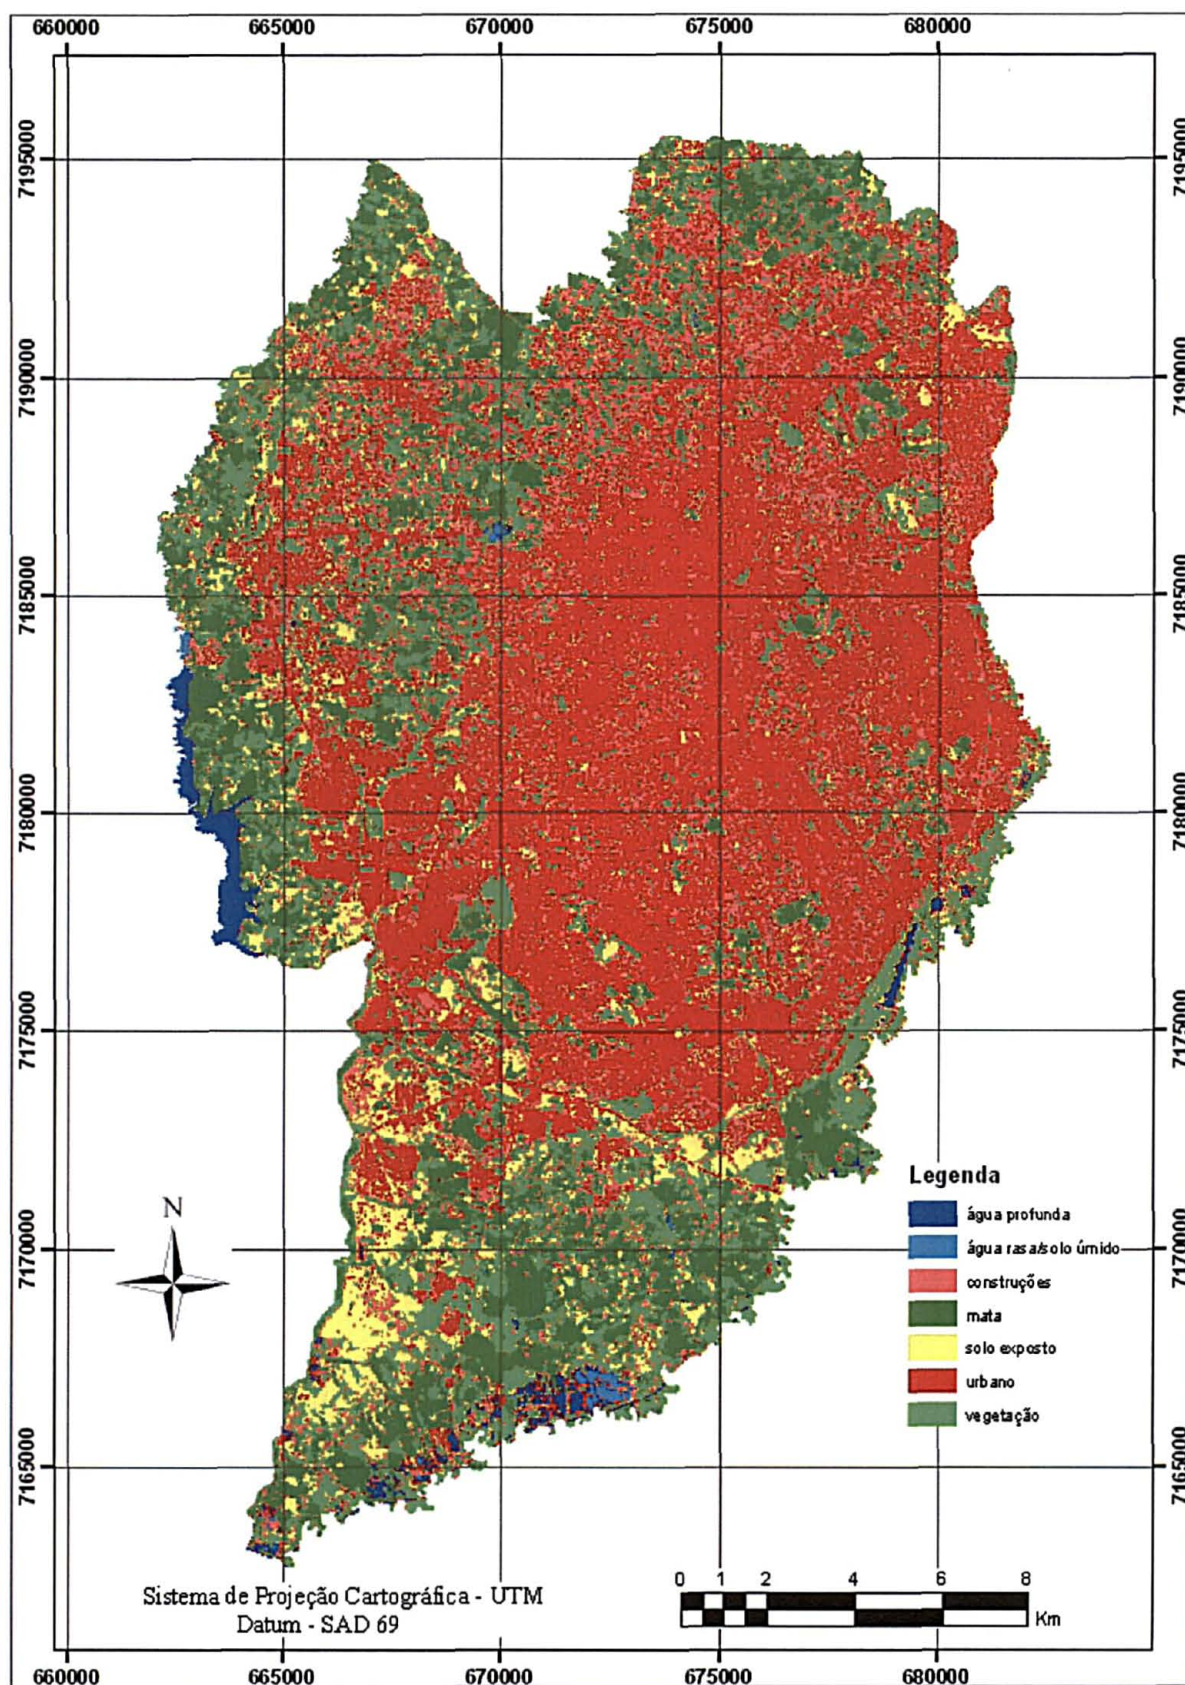 660000 665000 670000 675000 680000
7195000 7195000
7190000 7190000
7185000 7185000
7180000 7180000
7175000 7175000
Legenda
água profunda
água rasa/solo úmido
construções
mata
solo exposto
urbano
vegetação
N
7170000 7170000
7165000 7165000
Sistema de Projeção Cartográfica - UTM
Datum - SAD 69
0 1 2 4 6 8
Km
660000 665000 670000 675000 680000